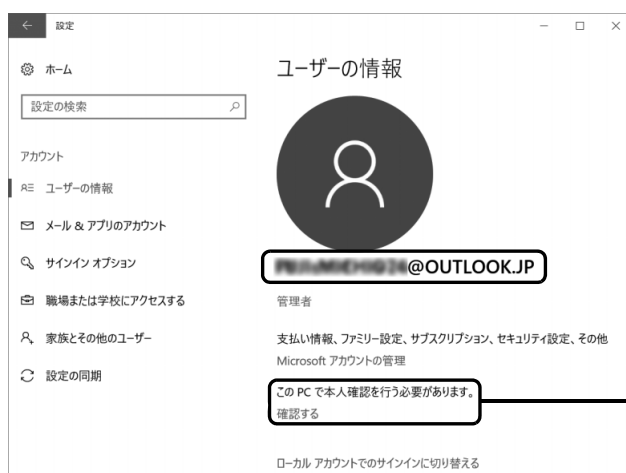 設定
ホーム
ユーザーの情報
設定の検索
アカウント
ユーザーの情報
メール & アプリのアカウント
サインイン オプション
職場または学校にアクセスする
家族とその他のユーザー
設定の同期
@OUTLOOK.JP
管理者
支払い情報、ファミリー設定、サブスクリプション、セキュリティ設定、その他
Microsoft アカウントの管理
この PC で本人確認を行う必要があります。
確認する
ローカル アカウントでのサインインに切り替える